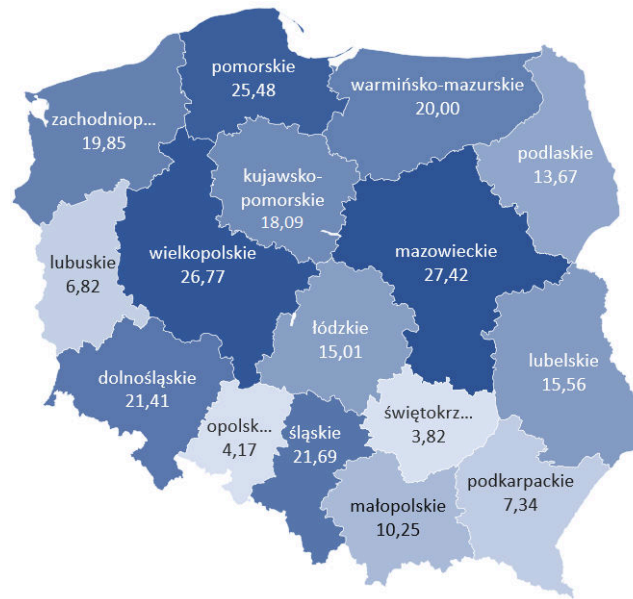 pomorskie
25,48
warmińsko-mazurskie
20,00
zachodniop...
19,85
podlaskie
13,67
kujawsko-
pomorskie
18,09
wielkopolskie
26,77
mazowieckie
27,42
lubuskie
6,82
łódzkie
15,01
lubelskie
15,56
dolnośląskie
21,41
opolsk...
4,17
śląskie
21,69
świętokrz...
3,82
podkarpackie
7,34
małopolskie
10,25